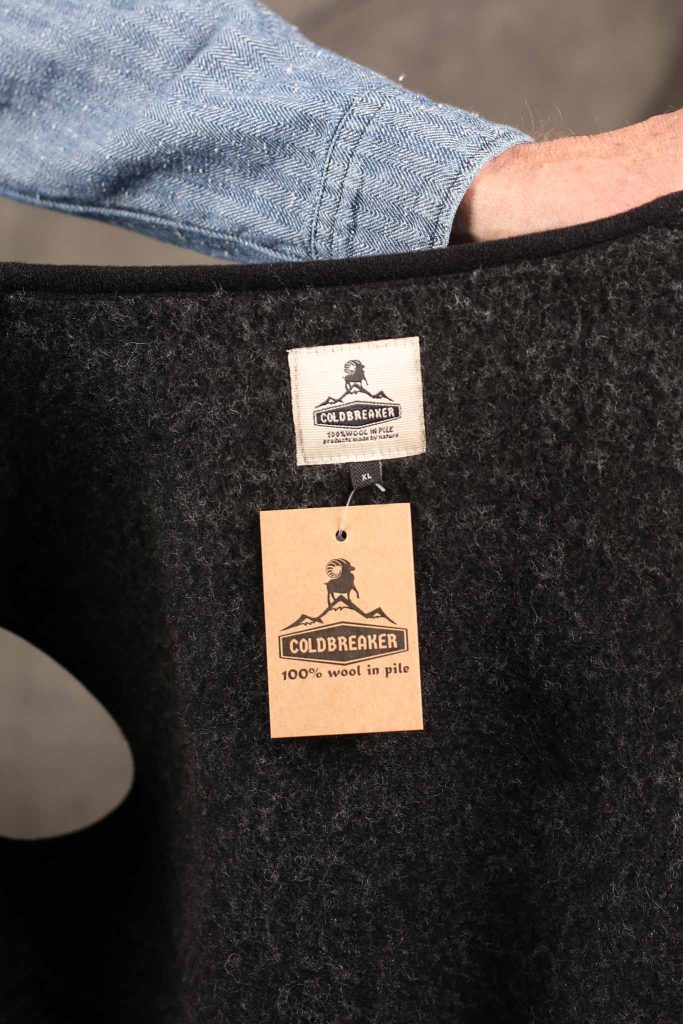 COLDBREAKER
100% WOOL IN PILE
products made by nature
XL
COLDBREAKER
100% wool in pile